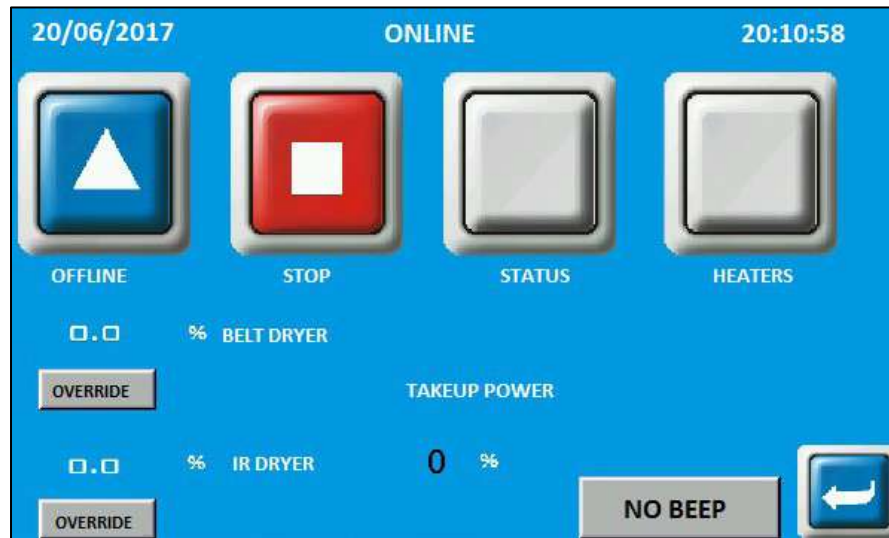 20/06/2017 ONLINE 20:10:58
OFFLINE STOP STATUS HEATERS
0.0 % BELT DRYER
OVERRIDE
TAKEUP POWER
0.0 % IR DRYER 0 %
OVERRIDE
NO BEEP